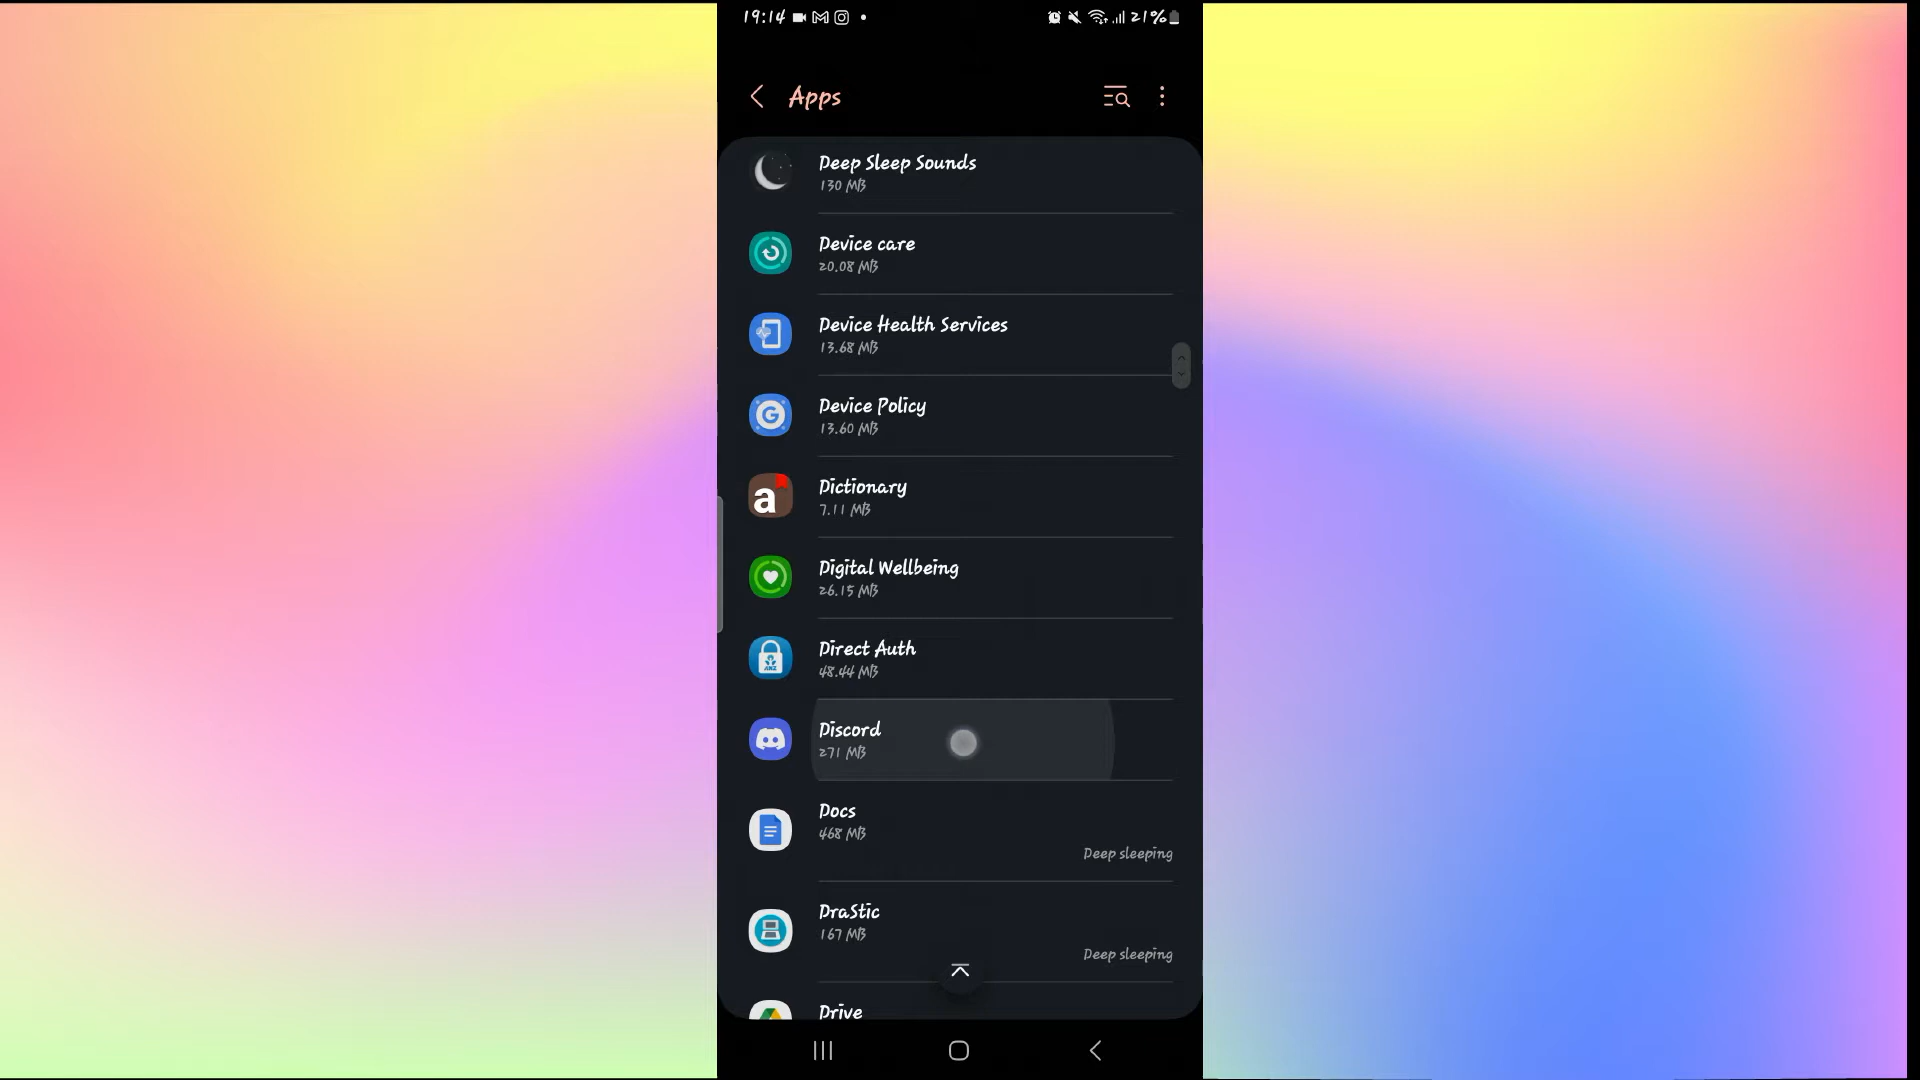 19:14
21%
Apps
Deep Sleep Sounds
130 MB
Device care
20.08 MB
Device Health Services
13.68 MB
Device Policy
13.60 MB
a
Dictionary
7.11 MB
Digital Wellbeing
26.15 MB
ANZ
Direct Auth
48.44 MB
Discord
271 MB
Docs
468 MB
Deep sleeping
DraStic
167 MB
Deep sleeping
Drive